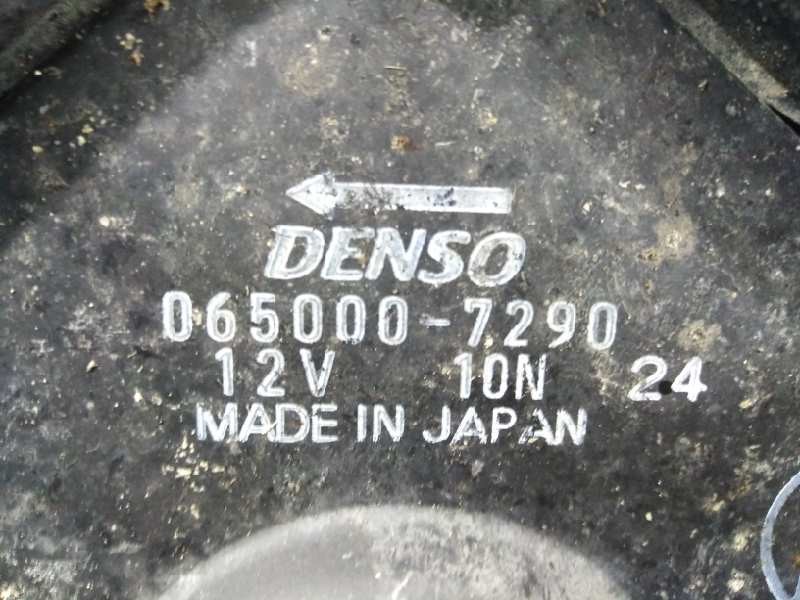 DENSO
065000-7290
12V 10N 24
MADE IN JAPAN